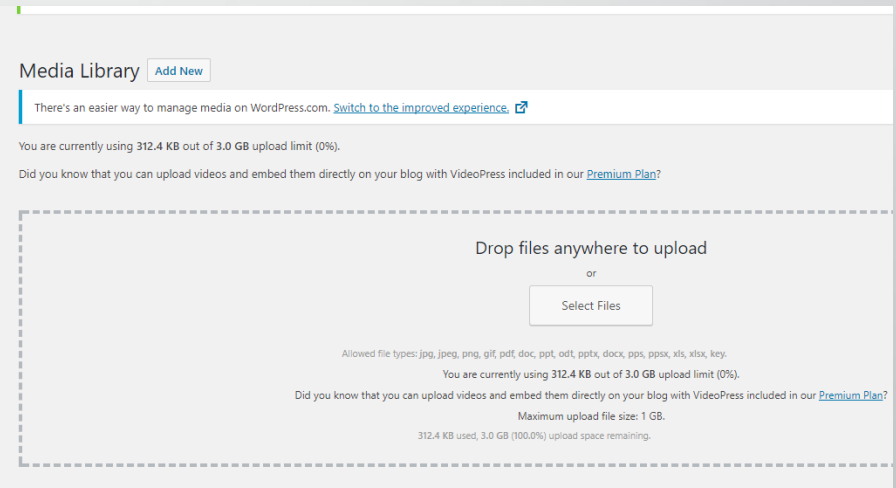 Media Library Add New
There's an easier way to manage media on WordPress.com. Switch to the improved experience.
You are currently using 312.4 KB out of 3.0 GB upload limit (0%).
Did you know that you can upload videos and embed them directly on your blog with VideoPress included in our Premium Plan?
Drop files anywhere to upload
or
Select Files
Allowed file types: jpg, jpeg, png, gif, pdf, doc, ppt, odt, pptx, docx, pps, ppsx, xls, xlsx, key.
You are currently using 312.4 KB out of 3.0 GB upload limit (0%).
Did you know that you can upload videos and embed them directly on your blog with VideoPress included in our Premium Plan?
Maximum upload file size: 1 GB.
312.4 KB used, 3.0 GB (100.0%) upload space remaining.